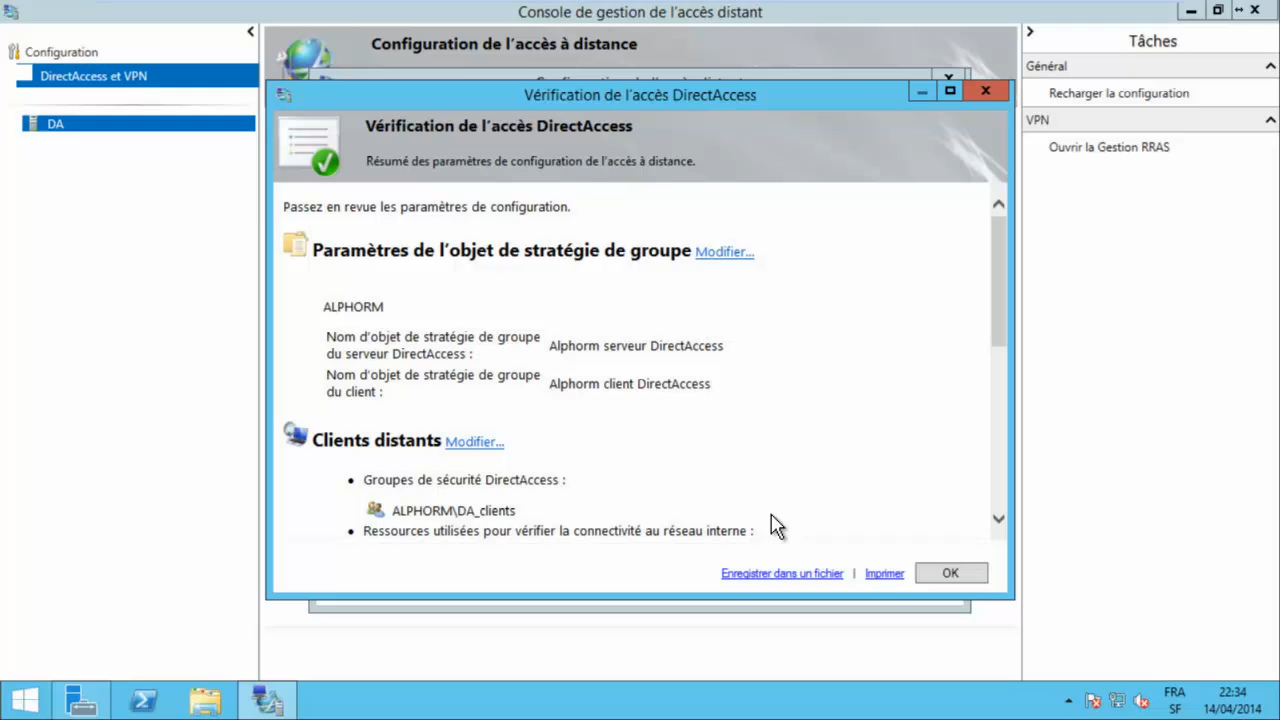 Console de gestion de l'accès distant
Configuration
DirectAccess et VPN
DA
Configuration de l'accès à distance
Vérification de l'accès DirectAccess
Vérification de l'accès DirectAccess
Résumé des paramètres de configuration de l'accès à distance.
Passez en revue les paramètres de configuration.
Paramètres de l'objet de stratégie de groupe Modifier...
ALPHORM
Nom d'objet de stratégie de groupe
du serveur DirectAccess :
Alphorm serveur DirectAccess
Nom d'objet de stratégie de groupe
du client :
Alphorm client DirectAccess
Clients distants Modifier...
• Groupes de sécurité DirectAccess :
ALPHORM\DA_clients
• Ressources utilisées pour vérifier la connectivité au réseau interne :
Enregistrer dans un fichier | Imprimer OK
Tâches
Général
Recharger la configuration
VPN
Ouvrir la Gestion RRAS
FRA
SF
22:34
14/04/2014